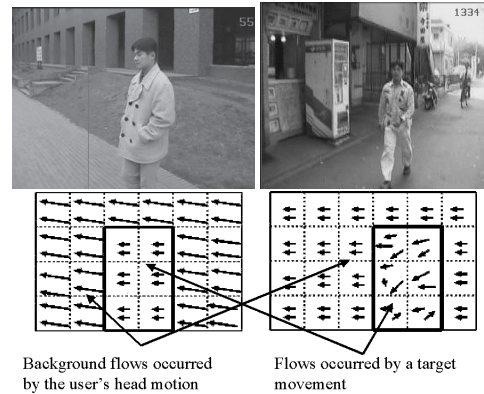 55
1334
Background flows occurred
by the user's head motion
Flows occurred by a target
movement